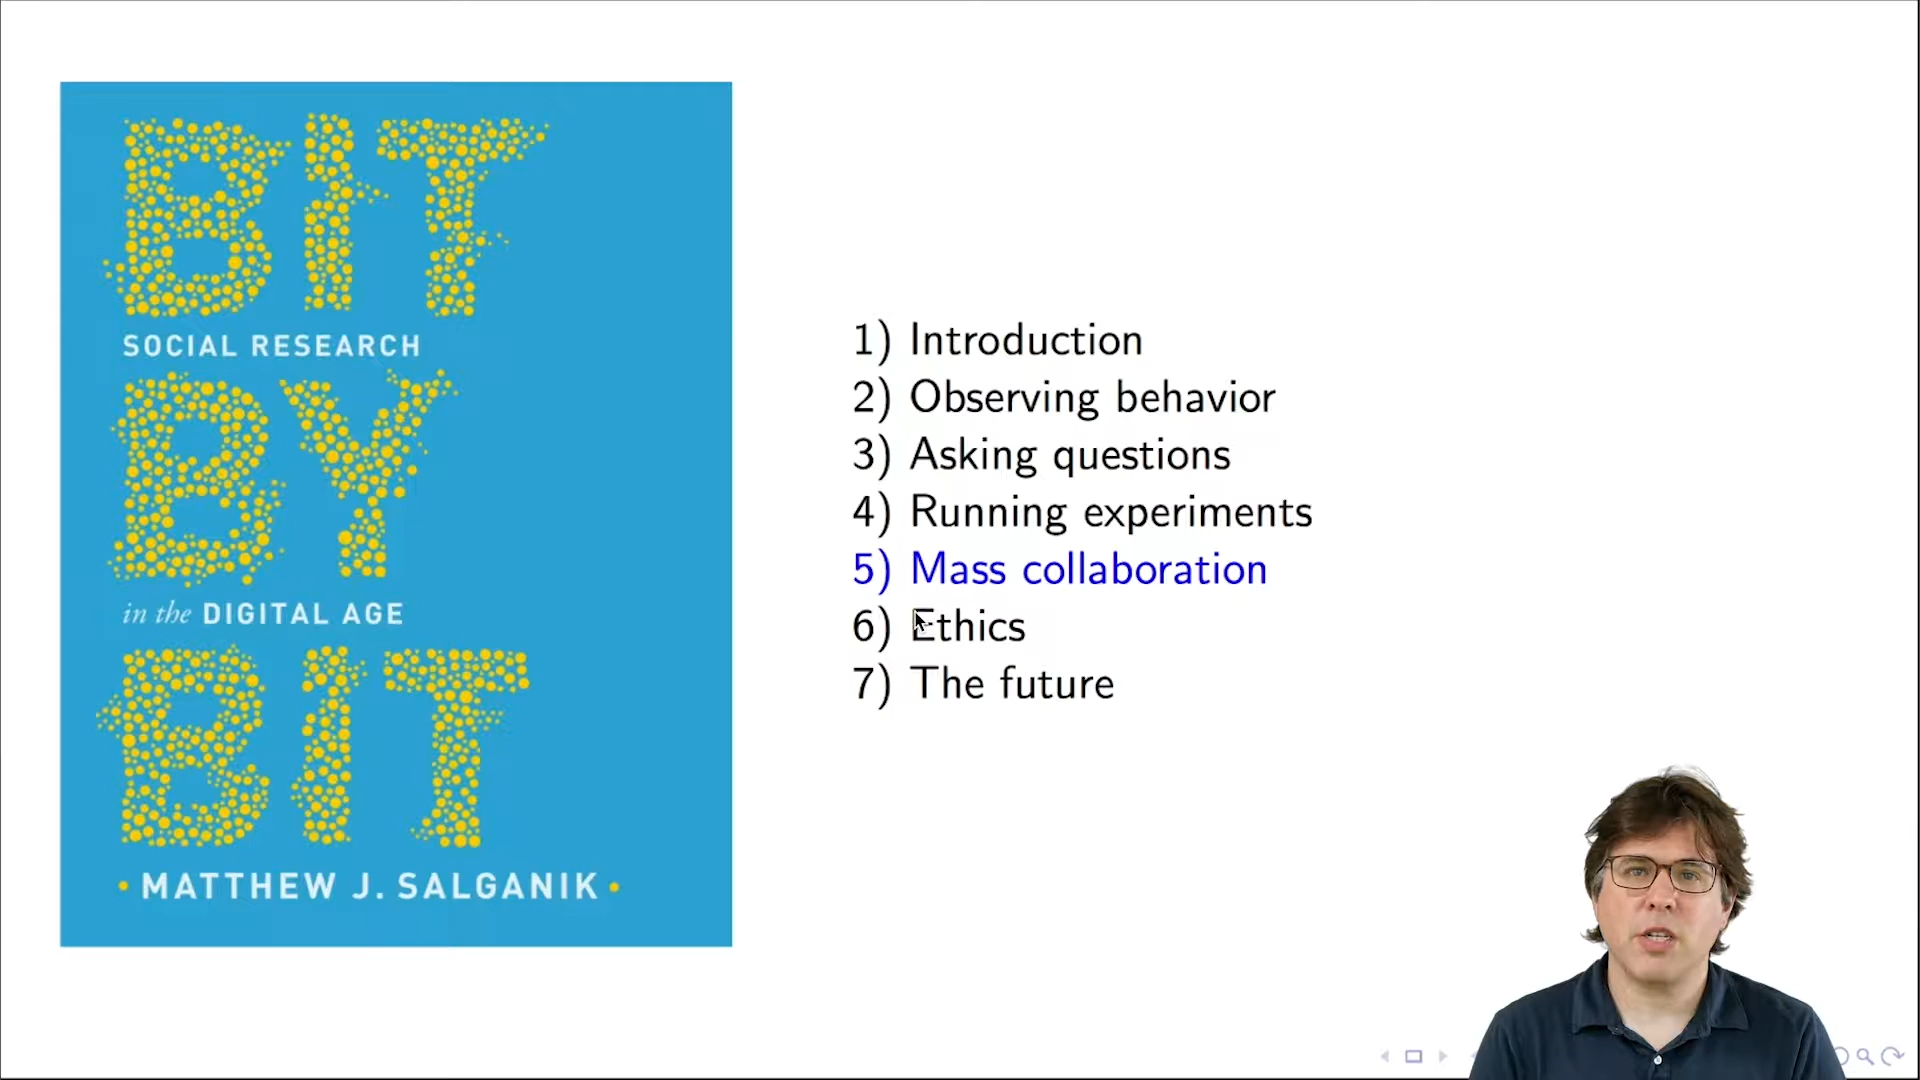 BIT
SOCIAL RESEARCH
BY
in the DIGITAL AGE
BIT
• MATTHEW J. SALGANIK •
1) Introduction
2) Observing behavior
3) Asking questions
4) Running experiments
5) Mass collaboration
6) Ethics
7) The future